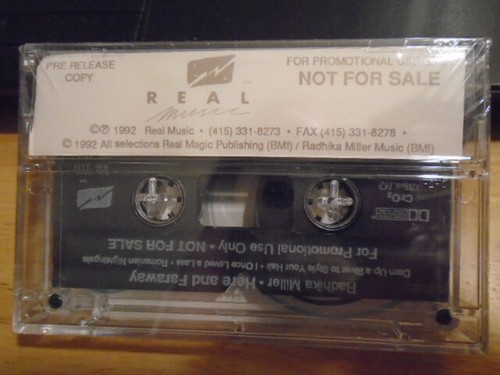 PRE RELEASE
COPY
FOR PROMOTIONAL USE
NOT FOR SALE
REAL
music
©℗ 1992 Real Music • (415) 331-8273 • FAX (415) 331-8278 •
© 1992 All selections Real Magic Publishing (BMI) / Radhika Miller Music (BMI)
Radhika Miller • Here and Faraway
Dam Up a River to Style Your Hair • I Once Loved a Lass • Romanian Nightingale
For Promotional Use Only • NOT FOR SALE
CrO₂